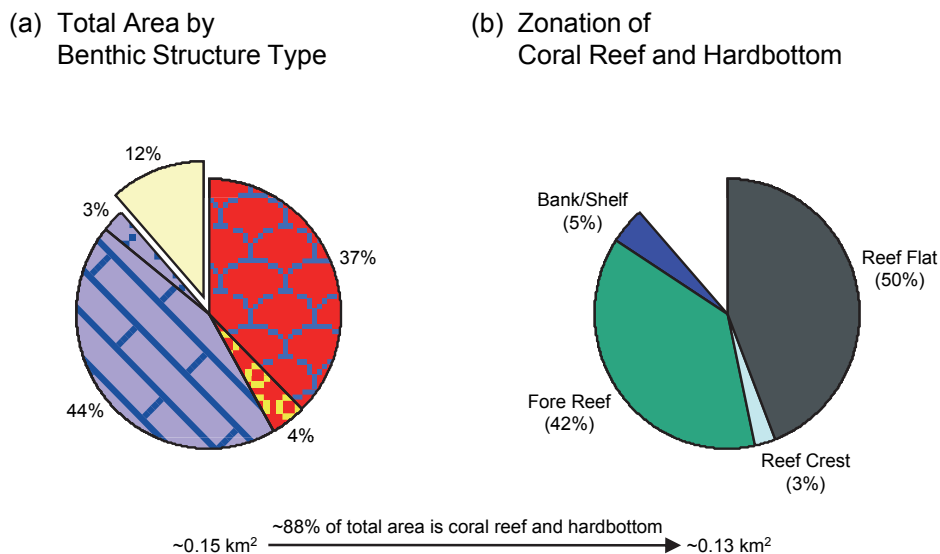 (a) Total Area by
Benthic Structure Type
(b) Zonation of
Coral Reef and Hardbottom
12%
3%
37%
44%
4%
Bank/Shelf
(5%)
Reef Flat
(50%)
Fore Reef
(42%)
Reef Crest
(3%)
~88% of total area is coral reef and hardbottom
~0.15 km²
~0.13 km²